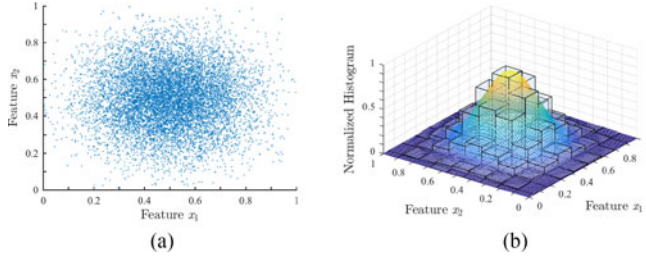 1
0.8
0.6
0.4
0.2
0
0 0.2 0.4 0.6 0.8 1
Feature x₂
Feature x₁
(a)
1
0.5
0
Normalized Histogram
1 0.8 0.6 0.4 0.2 0
Feature x₂
0 0.2 0.4 0.6 0.8
Feature x₁
(b)